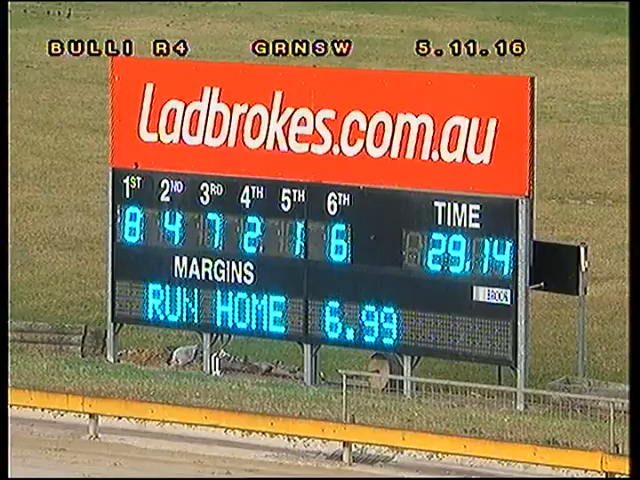 BULLI R4 GRNSW 5.11.16
Ladbrokes.com.au
1ST 2ND 3RD 4TH 5TH 6TH TIME
8 4 7 2 1 6 29.14
MARGINS
BROOK
RUN HOME 6.99